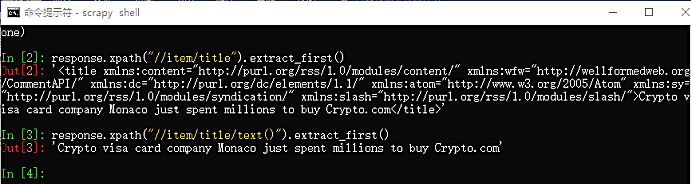 命令提示符 - scrapy  shell
one)
In [2]: response.xpath("//item/title").extract_first()
Out[2]: '<title xmlns:content="http://purl.org/rss/1.0/modules/content/" xmlns:wfw="http://wellformedweb.org
/CommentAPI/" xmlns:dc="http://purl.org/dc/elements/1.1/" xmlns:atom="http://www.w3.org/2005/Atom" xmlns:sy=
"http://purl.org/rss/1.0/modules/syndication/" xmlns:slash="http://purl.org/rss/1.0/modules/slash/">Crypto v
isa card company Monaco just spent millions to buy Crypto.com</title>'
In [3]: response.xpath("//item/title/text()").extract_first()
Out[3]: 'Crypto visa card company Monaco just spent millions to buy Crypto.com'
In [4]: